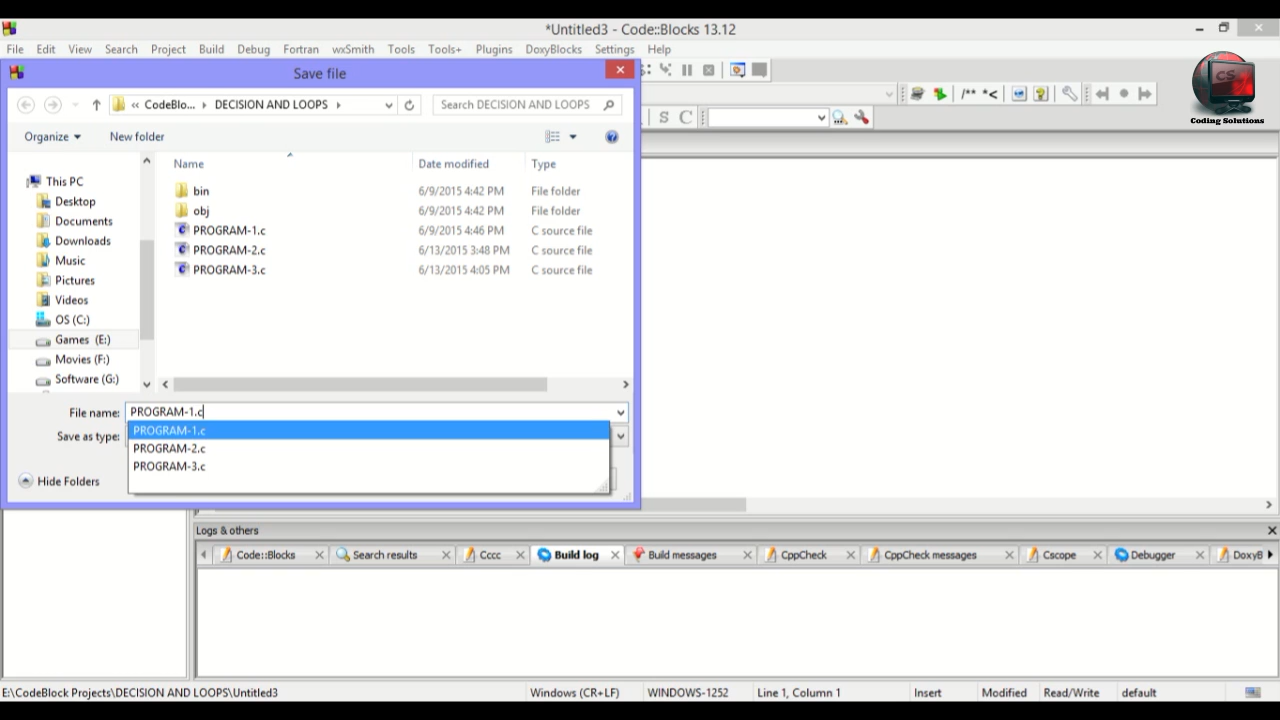 *Untitled3 - Code::Blocks 13.12
File Edit View Search Project Build Debug Fortran wxSmith Tools Tools+ Plugins DoxyBlocks Settings Help
Save file
CS
Coding Solutions
« CodeBlo... DECISION AND LOOPS
Search DECISION AND LOOPS
/** *<
S C
Organize New folder
Name Date modified Type
This PC
Desktop
Documents
Downloads
Music
Pictures
Videos
OS (C:)
Games (E:)
Movies (F:)
Software (G:)
bin 6/9/2015 4:42 PM File folder
obj 6/9/2015 4:42 PM File folder
PROGRAM-1.c 6/9/2015 4:46 PM C source file
PROGRAM-2.c 6/13/2015 3:48 PM C source file
PROGRAM-3.c 6/13/2015 4:05 PM C source file
File name: PROGRAM-1.c
Save as type:
PROGRAM-1.c
PROGRAM-2.c
PROGRAM-3.c
Hide Folders
Logs & others
Code::Blocks Search results Cccc Build log Build messages CppCheck CppCheck messages Cscope Debugger DoxyB
E:\CodeBlock Projects\DECISION AND LOOPS\Untitled3 Windows (CR+LF) WINDOWS-1252 Line 1, Column 1 Insert Modified Read/Write default